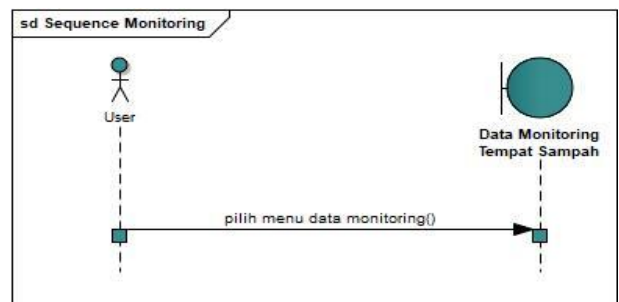 sd Sequence Monitoring
User
Data Monitoring
Tempat Sampah
pilih menu data monitoring()